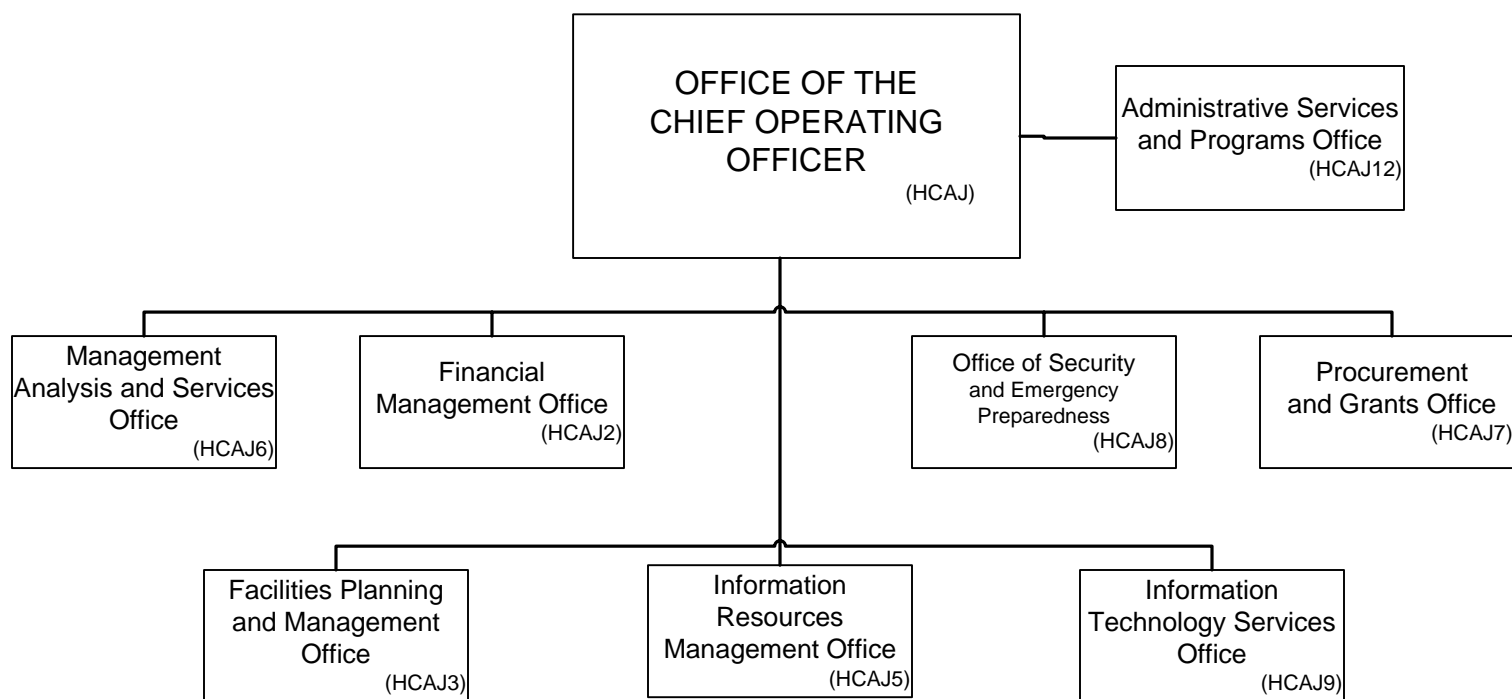 OFFICE OF THE
CHIEF OPERATING
OFFICER
(HCAJ)
Administrative Services
and Programs Office
(HCAJ12)
Management
Analysis and Services
Office
(HCAJ6)
Financial
Management Office
(HCAJ2)
Office of Security
and Emergency
Preparedness
(HCAJ8)
Procurement
and Grants Office
(HCAJ7)
Facilities Planning
and Management
Office
(HCAJ3)
Information
Resources
Management Office
(HCAJ5)
Information
Technology Services
Office
(HCAJ9)